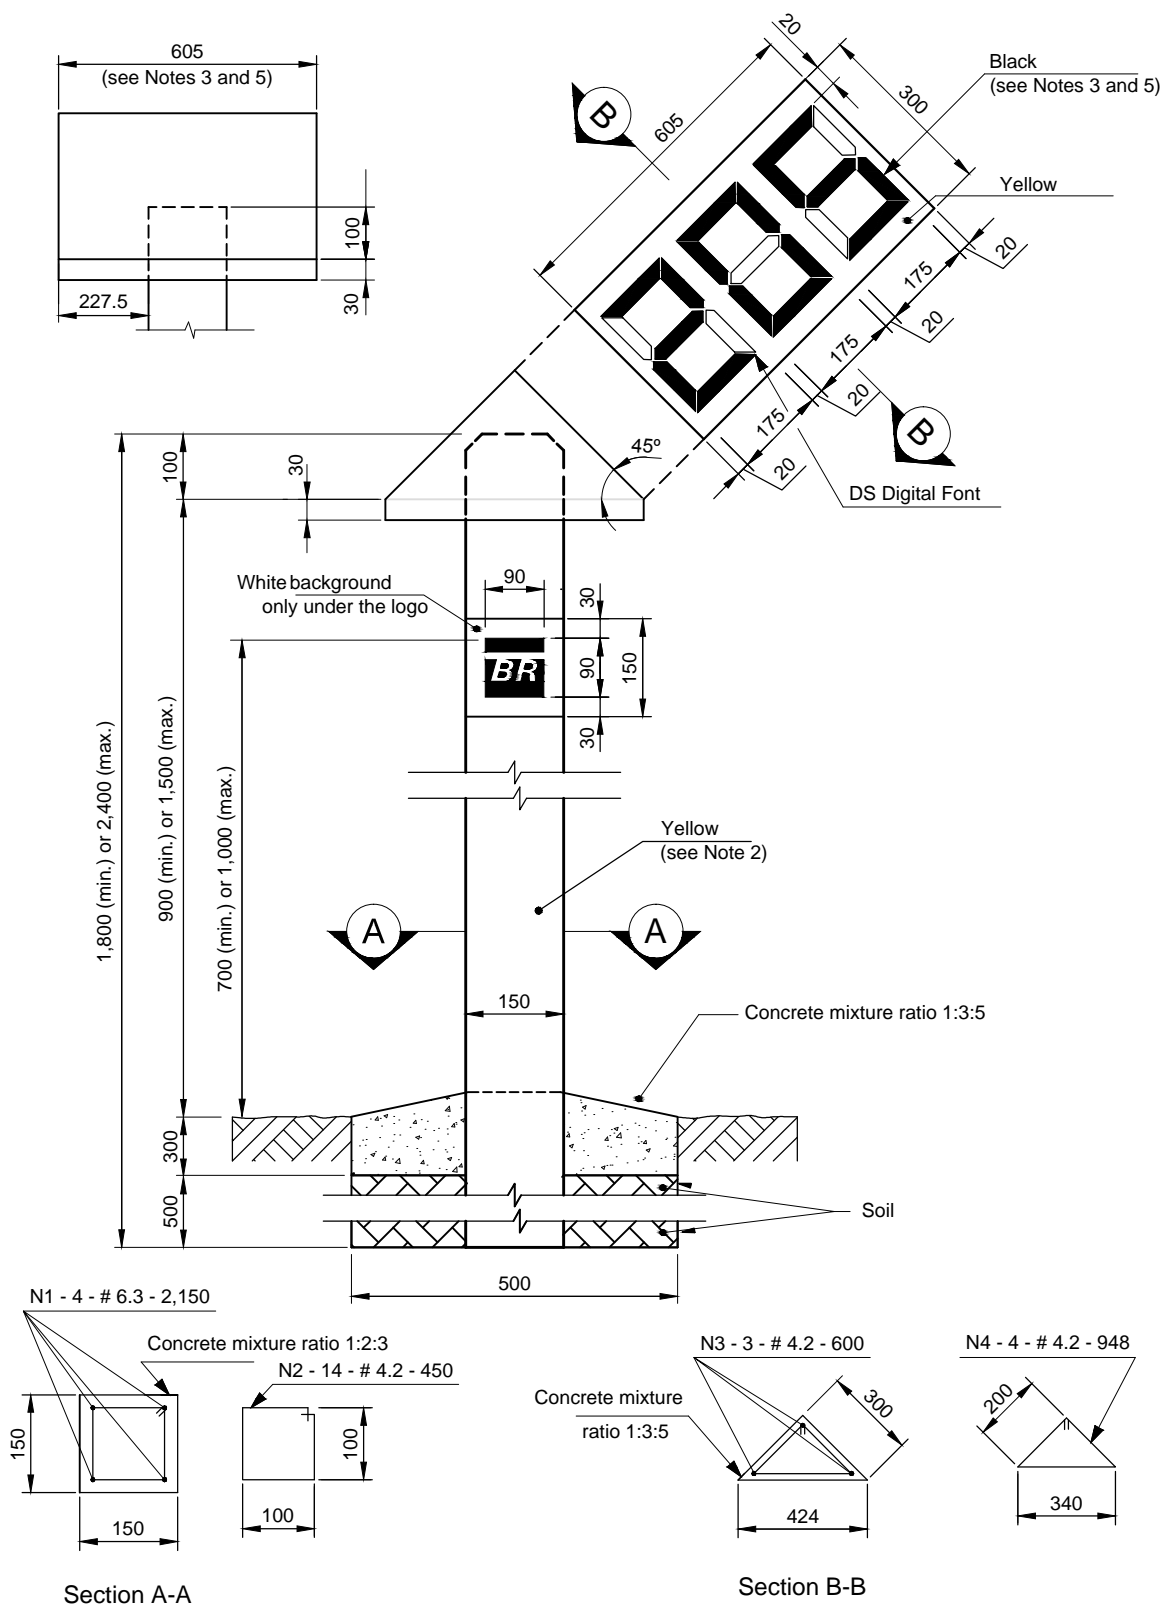 605
(see Notes 3 and 5)
100
30
227.5
B
605
20
300
Black
(see Notes 3 and 5)
Yellow
20
175
20
175
20
175
20
B
DS Digital Font
45º
100
30
White background
only under the logo
90
30
90
150
30
BR
1,800 (min.) or 2,400 (max.)
900 (min.) or 1,500 (max.)
700 (min.) or 1,000 (max.)
Yellow
(see Note 2)
A
A
150
Concrete mixture ratio 1:3:5
300
500
Soil
500
N1 - 4 - # 6.3 - 2,150
Concrete mixture ratio 1:2:3
N2 - 14 - # 4.2 - 450
150
150
100
100
Section A-A
N3 - 3 - # 4.2 - 600
Concrete mixture
ratio 1:3:5
300
424
N4 - 4 - # 4.2 - 948
200
340
Section B-B